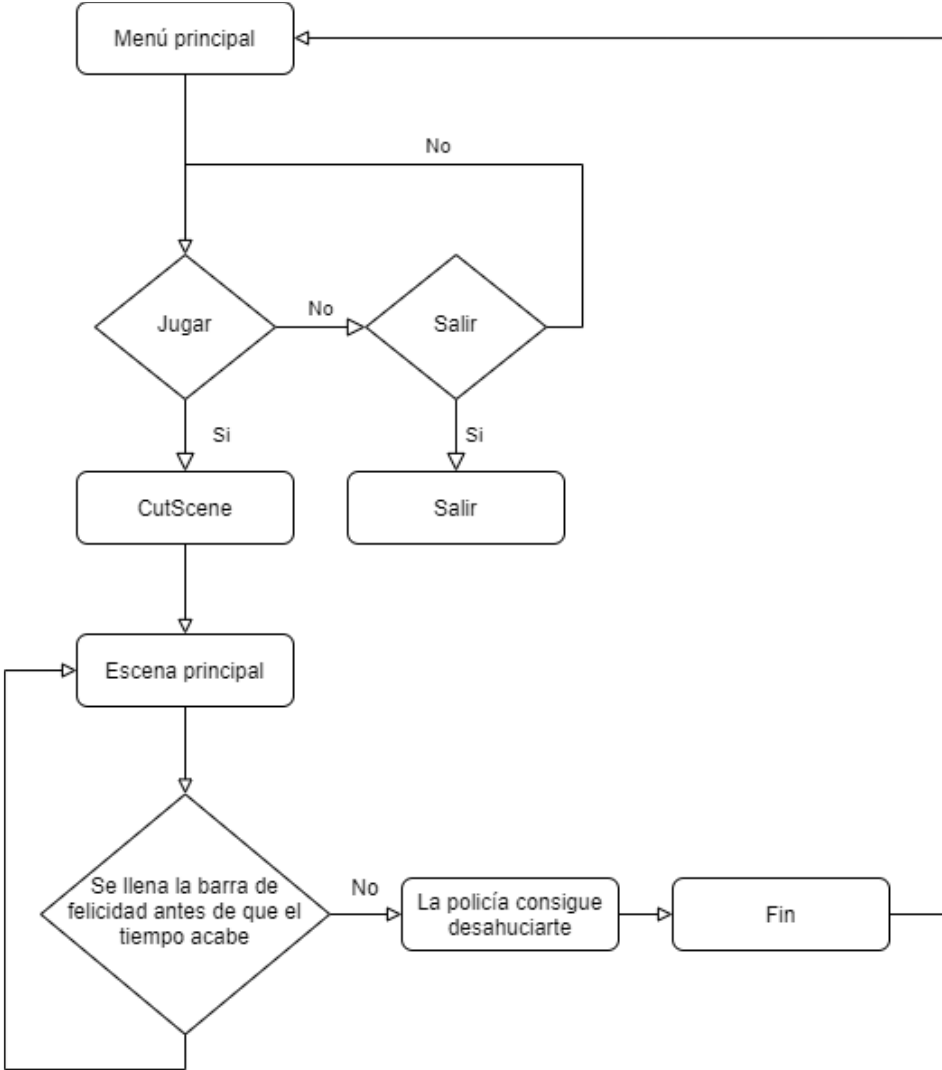 Menú principal
No
Jugar
No
Salir
Si
Si
CutScene
Salir
Escena principal
Se llena la barra de
felicidad antes de que el
tiempo acabe
No
La policía consigue
desahuciarte
Fin